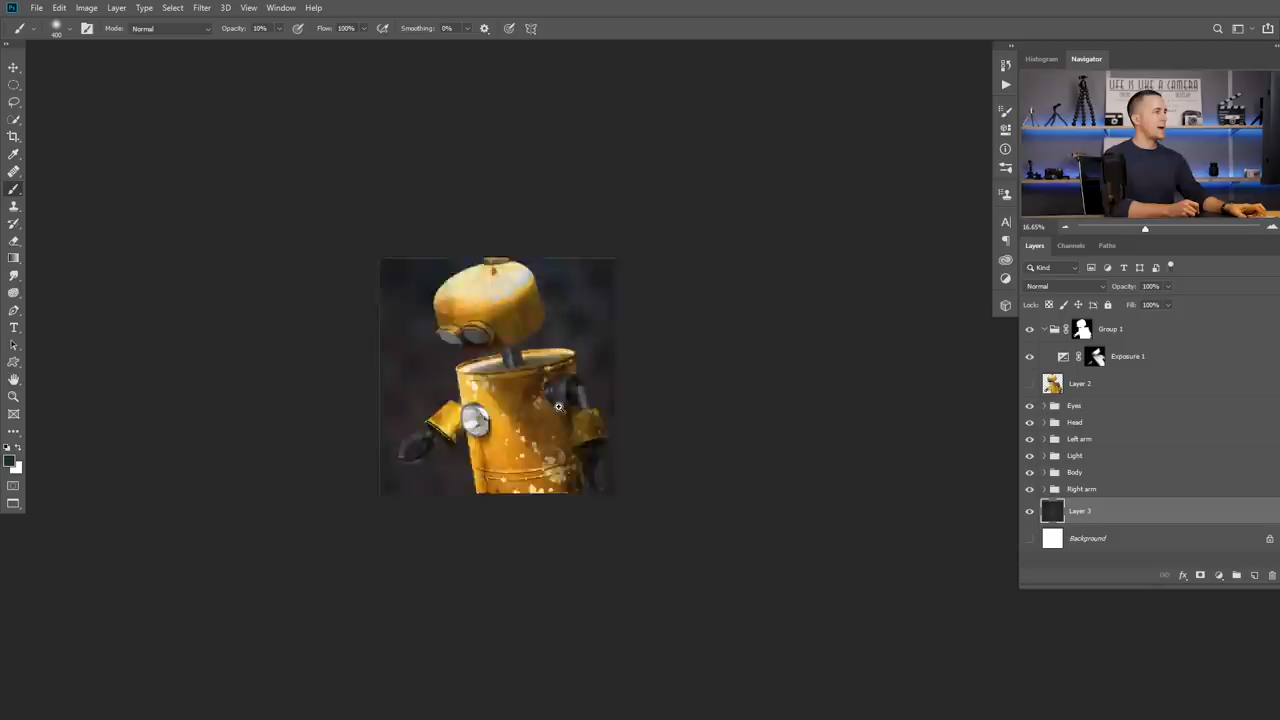 Ps File Edit Image Layer Type Select Filter 3D View Window Help
400 Mode: Normal Opacity: 10% Flow: 100% Smoothing: 0%
Histogram Navigator
LIFE IS LIKE A CAMERA
16.65%
Layers Channels Paths
Kind
Normal Opacity: 100%
Lock: Fill: 100%
Group 1
Exposure 1
Layer 2
Eyes
Head
Left arm
Light
Body
Right arm
Layer 3
Background